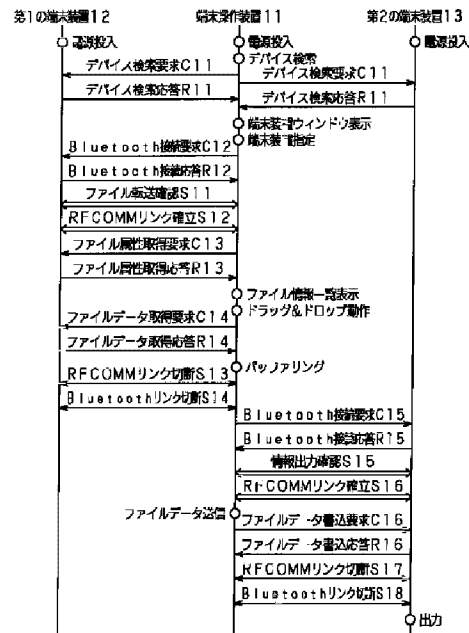 第1の端末装置12 端末操作装置11 第2の端末装置13
電源投入 電源投入 電源投入
デバイス検索
デバイス検索要求C11 デバイス検索要求C11
デバイス検索応答R11 デバイス検索応答R11
端末装置ウィンドウ表示
端末装置指定
Bluetooth接続要求C12
Bluetooth接続応答R12
ファイル転送確認S11
RFCOMMリンク確立S12
ファイル属性取得要求C13
ファイル属性取得応答R13
ファイル情報一覧表示
ドラッグ&ドロップ動作
ファイルデータ取得要求C14
ファイルデータ取得応答R14
バッファリング
RFCOMMリンク切断S13
Bluetoothリンク切断S14
Bluetooth接続要求C15
Bluetooth接続応答R15
情報出力確認S15
RFCOMMリンク確立S16
ファイルデータ送信
ファイルデータ書込要求C16
ファイルデータ書込応答R16
RFCOMMリンク切断S17
Bluetoothリンク切断S18
出力